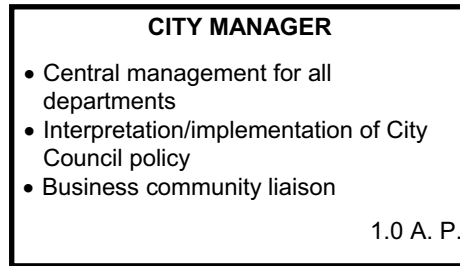 CITY MANAGER
• Central management for all
departments
• Interpretation/implementation of City
Council policy
• Business community liaison
1.0 A. P.